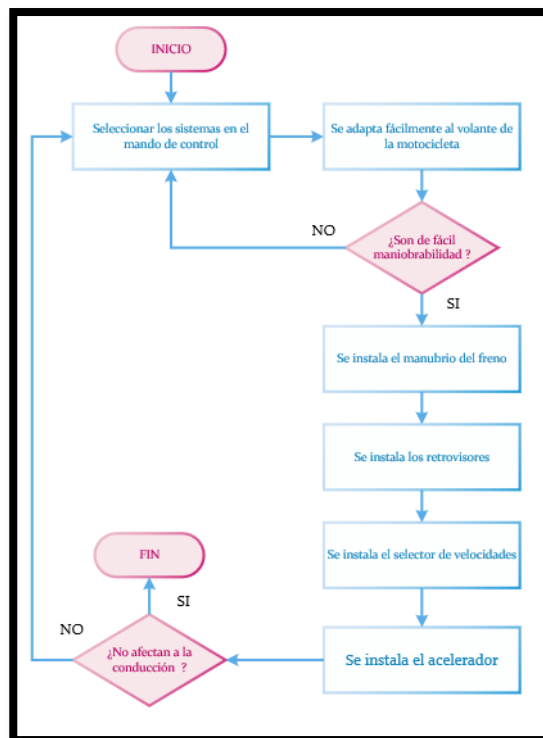 INICIO
Seleccionar los sistemas en el
mando de control
Se adapta fácilmente al volante de
la motocicleta
NO
¿Son de fácil
maniobrabilidad ?
SI
Se instala el manubrio del freno
Se instala los retrovisores
Se instala el selector de velocidades
Se instala el acelerador
FIN
SI
NO
¿No afectan a la
conducción ?